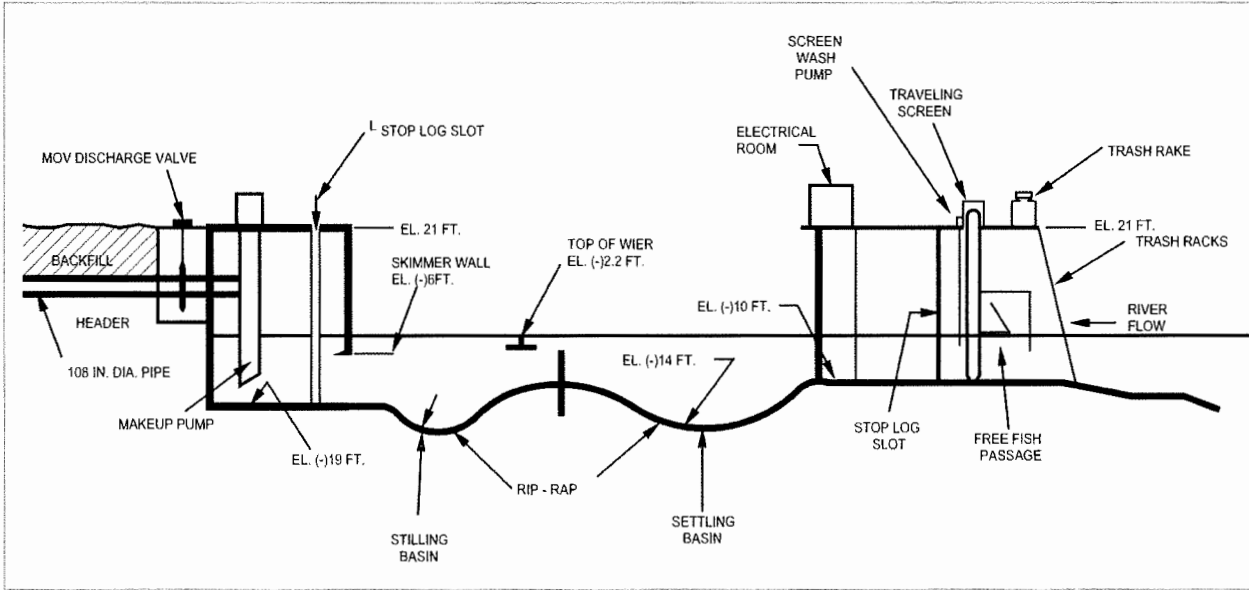 SCREEN
WASH
PUMP
TRAVELING
SCREEN
L STOP LOG SLOT
ELECTRICAL
ROOM
MOV DISCHARGE VALVE
TRASH RAKE
EL. 21 FT.
EL. 21 FT.
TOP OF WIER
EL. (-)2.2 FT.
TRASH RACKS
SKIMMER WALL
EL. (-)6FT.
BACKFILL
EL. (-)10 FT.
RIVER
FLOW
HEADER
108 IN. DIA. PIPE
EL. (-)14 FT.
MAKEUP PUMP
STOP LOG
SLOT
FREE FISH
PASSAGE
EL. (-)19 FT.
RIP - RAP
STILLING
BASIN
SETTLING
BASIN